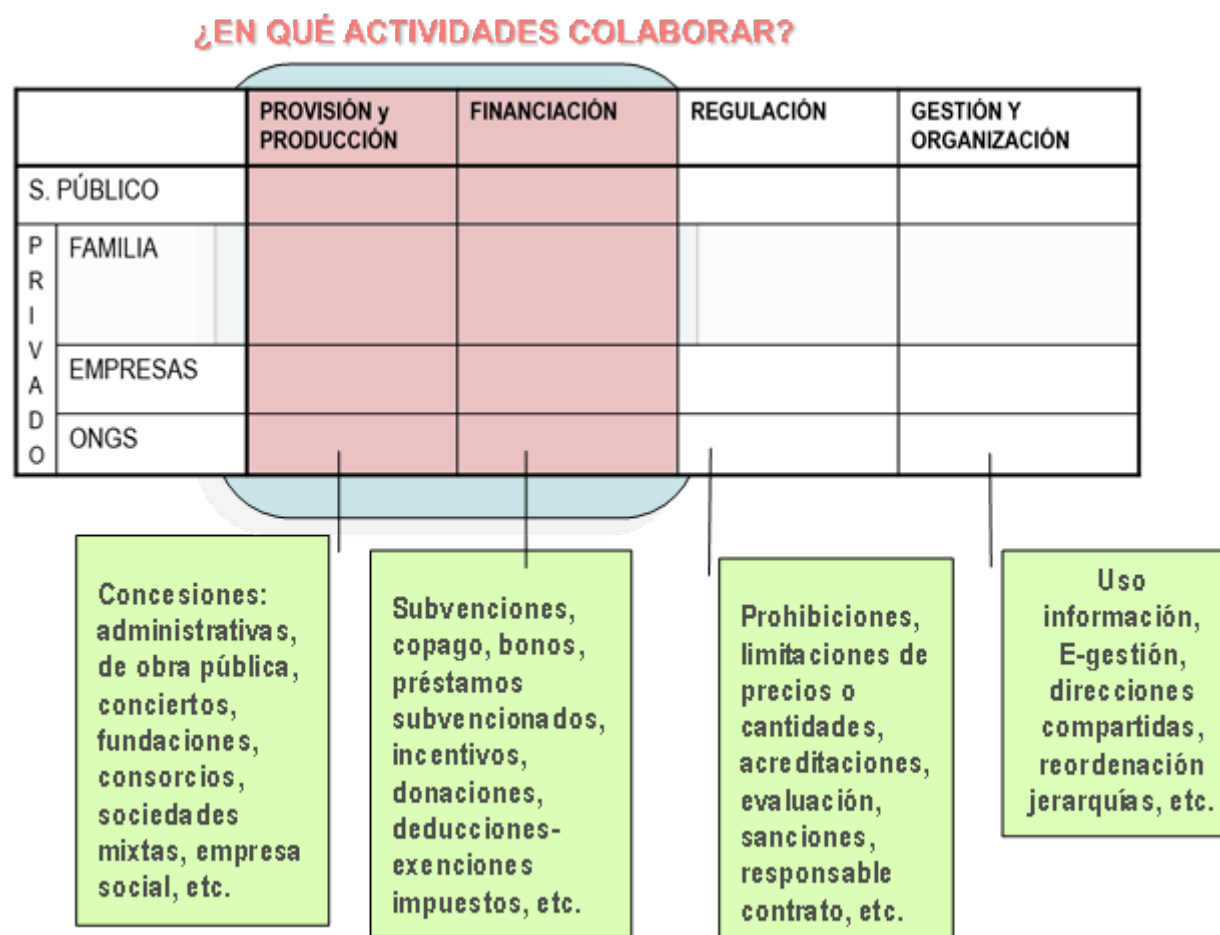 ¿EN QUÉ ACTIVIDADES COLABORAR?
PROVISIÓN y
PRODUCCIÓN
FINANCIACIÓN
REGULACIÓN
GESTIÓN Y
ORGANIZACIÓN
S. PÚBLICO
PRIVADO
FAMILIA
EMPRESAS
ONGS
Concesiones:
administrativas,
de obra pública,
conciertos,
fundaciones,
consorcios,
sociedades
mixtas, empresa
social, etc.
Subvenciones,
copago, bonos,
préstamos
subvencionados,
incentivos,
donaciones,
deducciones-
exenciones
impuestos, etc.
Prohibiciones,
limitaciones de
precios o
cantidades,
acreditaciones,
evaluación,
sanciones,
responsable
contrato, etc.
Uso
información,
E-gestión,
direcciones
compartidas,
reordenación
jerarquías, etc.